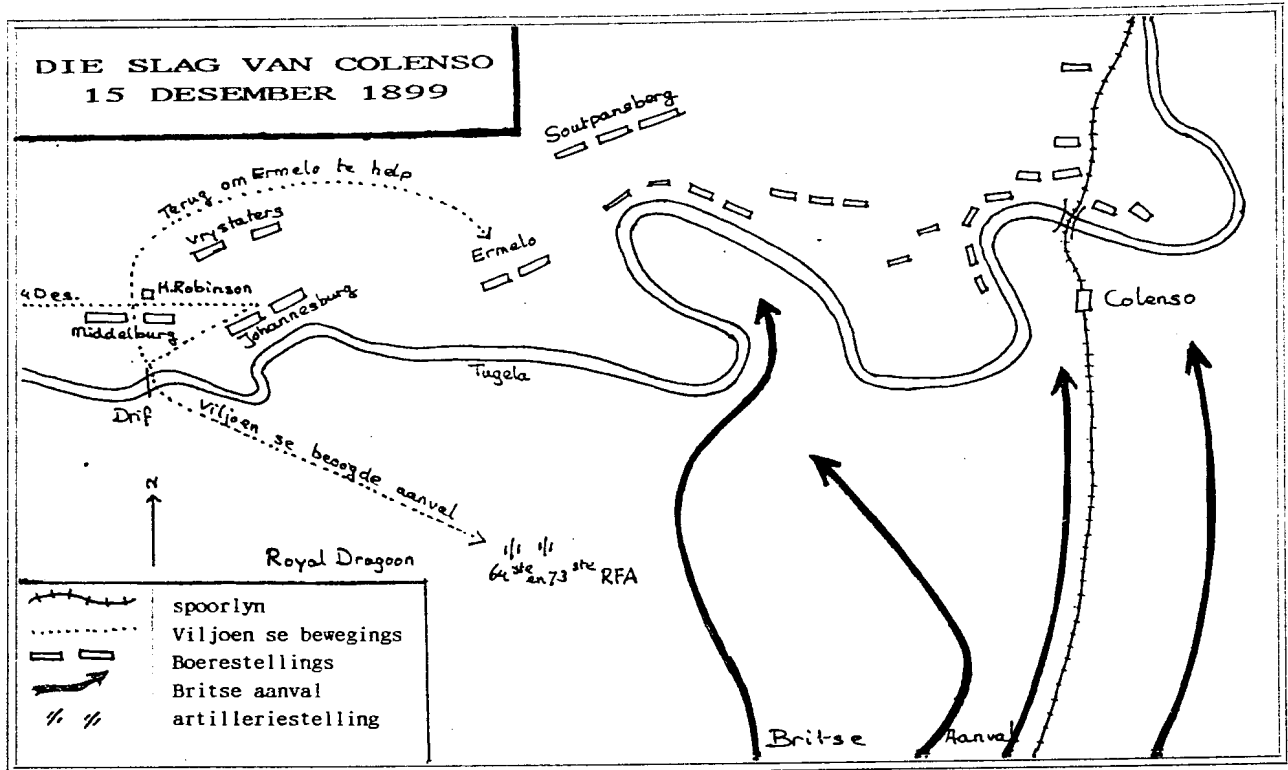 DIE SLAG VAN COLENSO
15 DESEMBER 1899
Soutpansberg
Terug om Ermelo te help
Vrystaters
Ermelo
4 Des.
H.Robinson
Middelburg
Johannesburg
Colenso
Tugela
Drif
Viljoen se beoogde aanval
N
Royal Dragoon
64ste en 73ste RFA
spoorlyn
Viljoen se bewegings
Boerestellings
Britse aanval
artilleriestelling
Britse Aanval